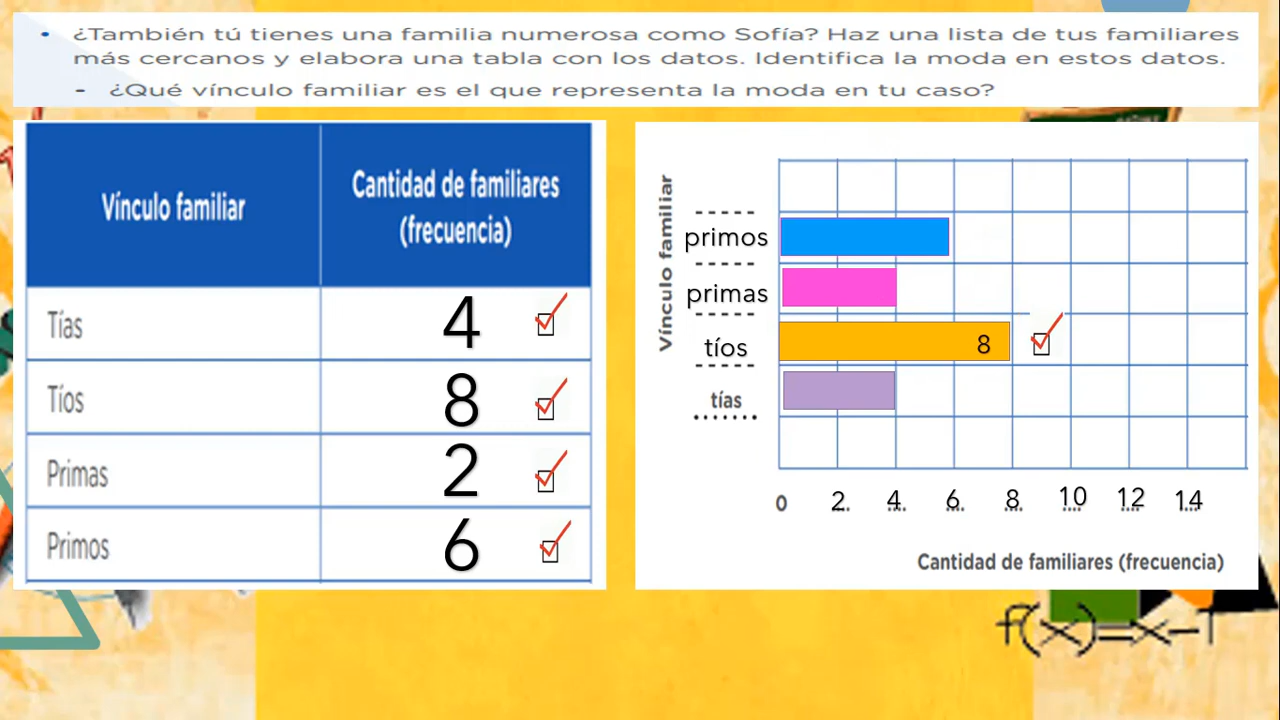 • ¿También tú tienes una familia numerosa como Sofía? Haz una lista de tus familiares
más cercanos y elabora una tabla con los datos. Identifica la moda en estos datos.
- ¿Qué vínculo familiar es el que representa la moda en tu caso?
Vínculo familiar
Cantidad de familiares
(frecuencia)
Tías 4
Tíos 8
Primas 2
Primos 6
Vínculo familiar
primos
primas
tíos 8
tías
0 2 4 6 8 10 12 14
Cantidad de familiares (frecuencia)
f(x)=x-1